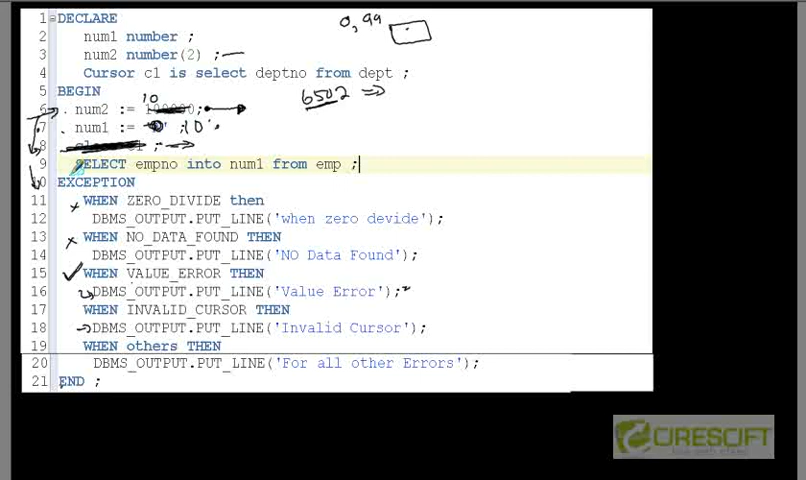 1 DECLARE
0,99
2 num1 number ;
3 num2 number(2) ;
4 Cursor c1 is select deptno from dept ;
5 BEGIN
10
6502
6 num2 := ;
7 num1 := ; '10'
8
9 SELECT empno into num1 from emp ;
10 EXCEPTION
11 WHEN ZERO_DIVIDE then
12 DBMS_OUTPUT.PUT_LINE('when zero devide');
13 WHEN NO_DATA_FOUND THEN
14 DBMS_OUTPUT.PUT_LINE('NO Data Found');
15 WHEN VALUE_ERROR THEN
16 DBMS_OUTPUT.PUT_LINE('Value Error');
17 WHEN INVALID_CURSOR THEN
18 DBMS_OUTPUT.PUT_LINE('Invalid Cursor');
19 WHEN others THEN
20 DBMS_OUTPUT.PUT_LINE('For all other Errors');
21 END ;
CIRESCIFT